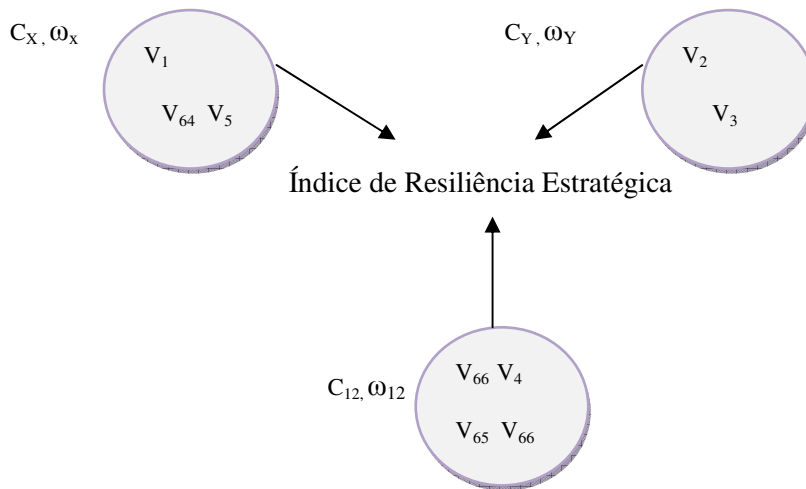 C_X, ω_x
V_1
V_64 V_5
C_Y, ω_Y
V_2
V_3
Índice de Resiliência Estratégica
C_12, ω_12
V_66 V_4
V_65 V_66